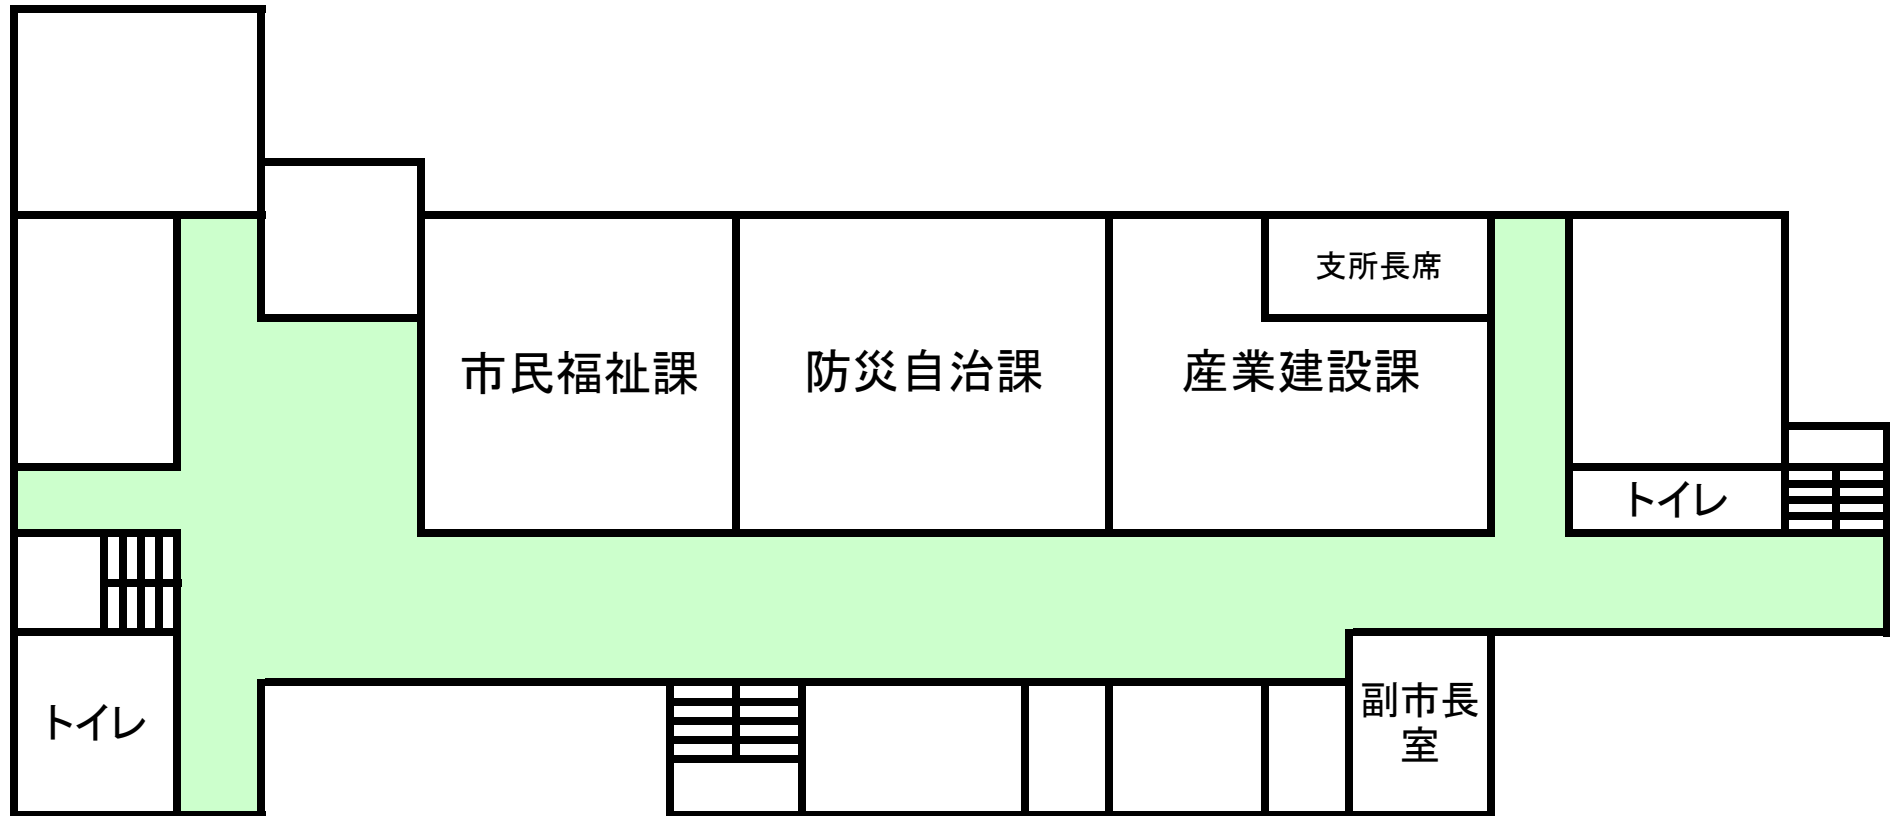 支所長席
市民福祉課
防災自治課
産業建設課
トイレ
トイレ
副市長
室